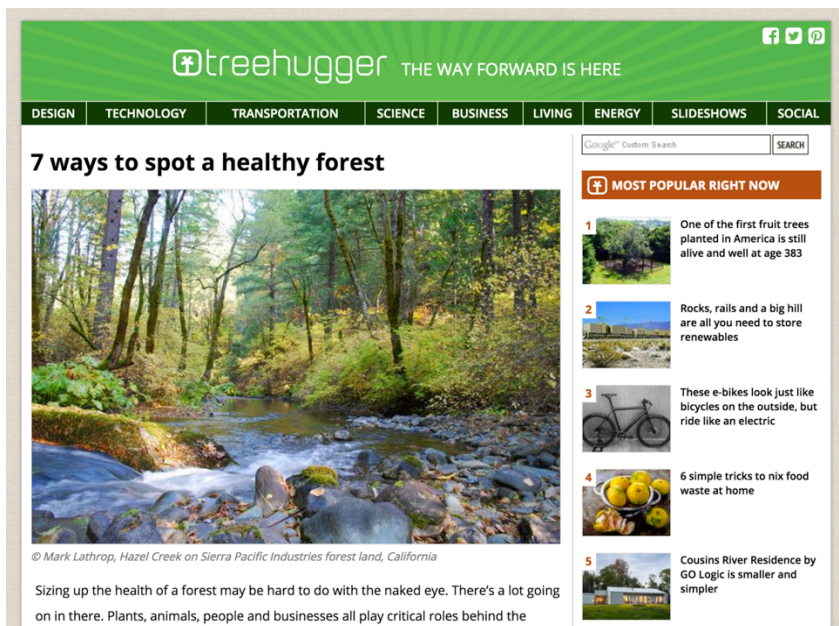 treehugger THE WAY FORWARD IS HERE
DESIGN TECHNOLOGY TRANSPORTATION SCIENCE BUSINESS LIVING ENERGY SLIDESHOWS SOCIAL
7 ways to spot a healthy forest
© Mark Lathrop, Hazel Creek on Sierra Pacific Industries forest land, California
Sizing up the health of a forest may be hard to do with the naked eye. There's a lot going
on in there. Plants, animals, people and businesses all play critical roles behind the
Google™ Custom Search SEARCH
MOST POPULAR RIGHT NOW
1
One of the first fruit trees
planted in America is still
alive and well at age 383
2
Rocks, rails and a big hill
are all you need to store
renewables
3
These e-bikes look just like
bicycles on the outside, but
ride like an electric
4
6 simple tricks to nix food
waste at home
5
Cousins River Residence by
GO Logic is smaller and
simpler